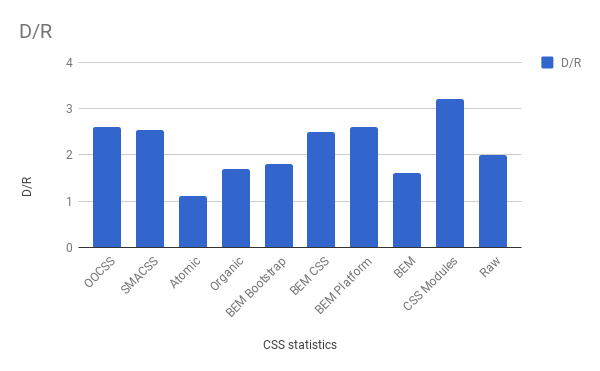 D/R
4
3
2
1
0
D/R
D/R
OOCSS
SMACSS
Atomic
Organic
BEM Bootstrap
BEM CSS
BEM Platform
BEM
CSS Modules
Raw
CSS statistics